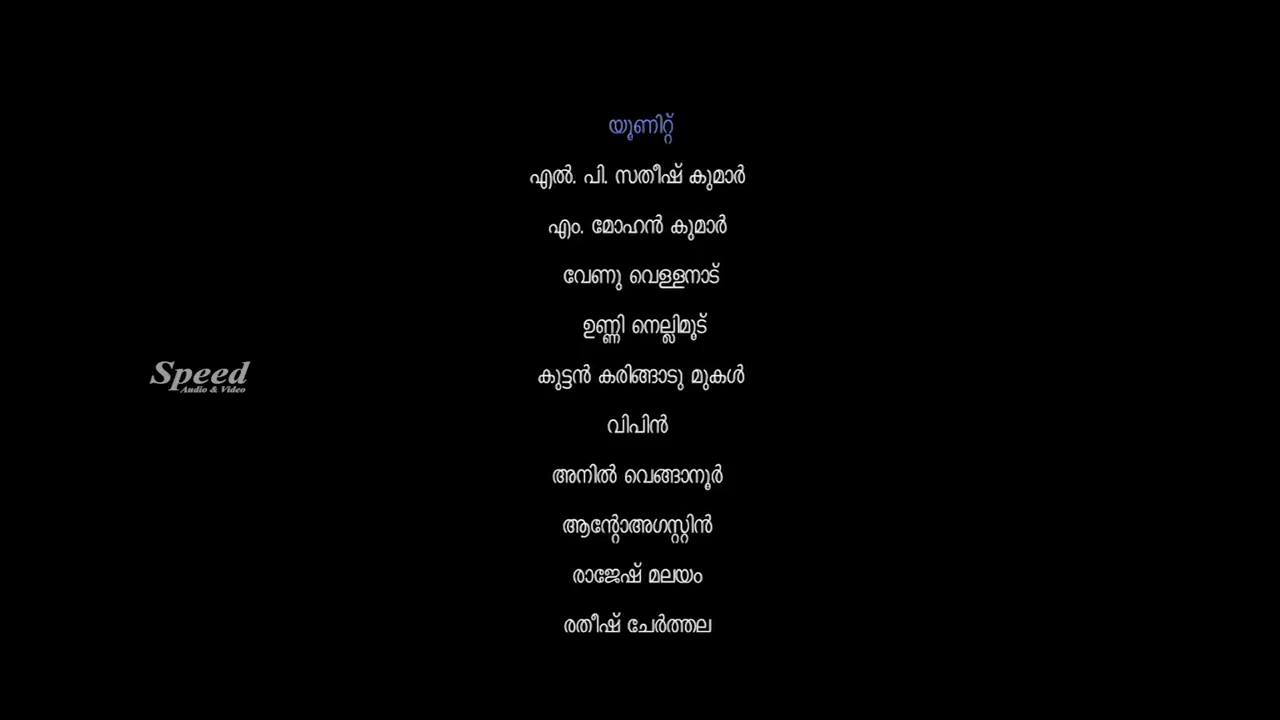 യൂണിറ്റ്
എൽ. പി. സതീഷ് കുമാർ
എം. മോഹൻ കുമാർ
വേണു വെള്ളനാട്
ഉണ്ണി നെല്ലിമൂട്
Speed
Audio & Video
കുട്ടൻ കരിങ്ങാടു മുകൾ
വിപിൻ
അനിൽ വെങ്ങാനൂർ
ആന്റോഅഗസ്റ്റിൻ
രാജേഷ് മലയം
രതീഷ് ചേർത്തല